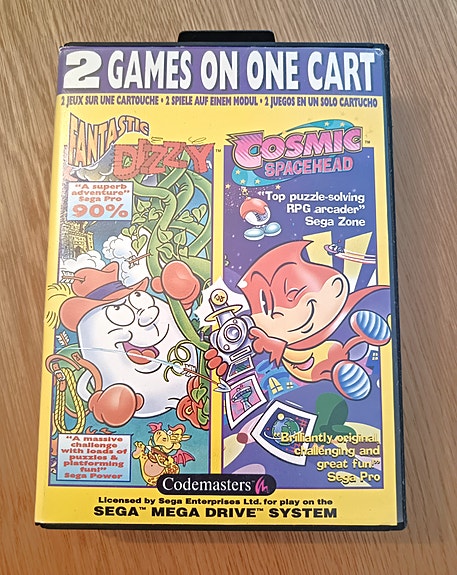 2 GAMES ON ONE CART
2 JEUX SUR UNE CARTOUCHE • 2 SPIELE AUF EINEM MODUL • 2 JUEGOS EN UN SOLO CARTUCHO
FANTASTIC
DIZZY™
"A superb
adventure"
Sega Pro
90%
"A massive
challenge
with loads of
puzzles &
platforming
fun!"
Sega Power
COSMIC™
SPACEHEAD
"Top puzzle-solving
RPG arcader"
Sega Zone
"Brilliantly original,
challenging and
great fun."
Sega Pro
Codemasters
Licensed by Sega Enterprises Ltd. for play on the
SEGA™ MEGA DRIVE™ SYSTEM